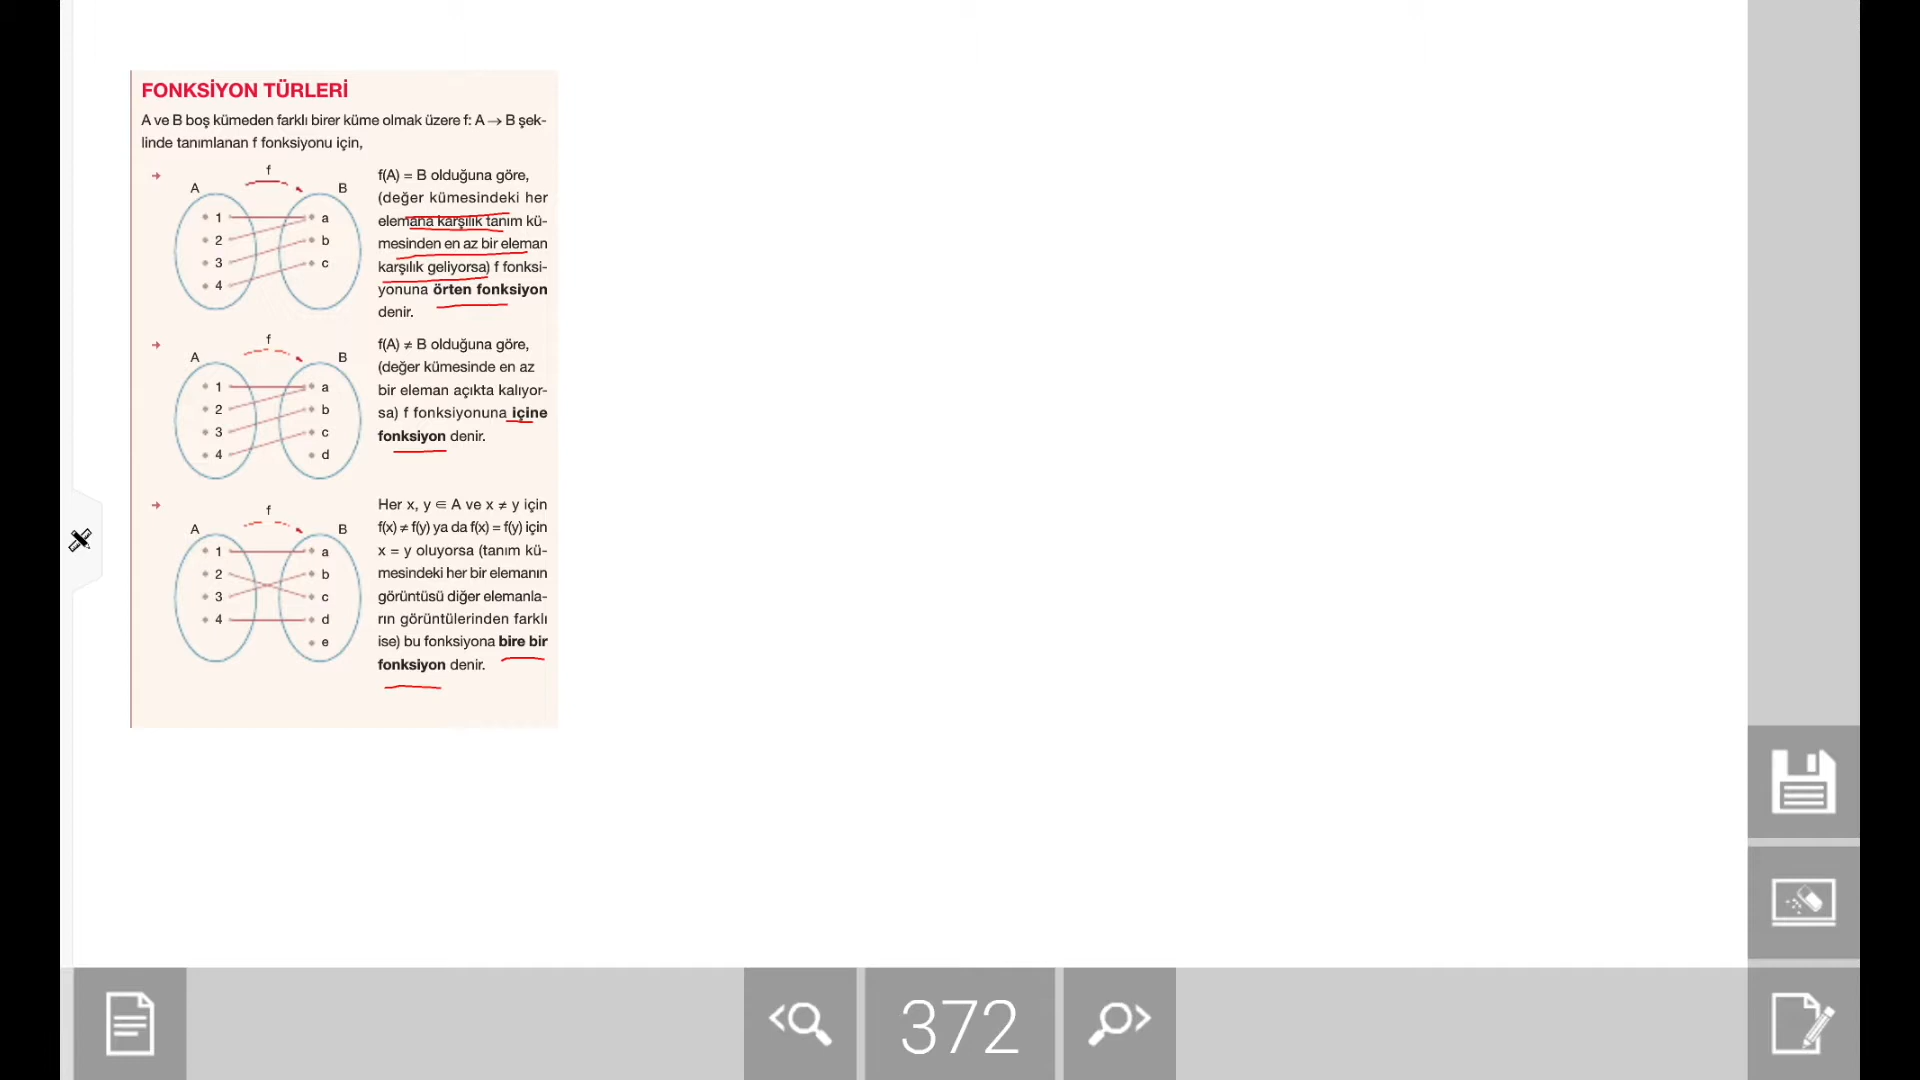 FONKSİYON TÜRLERİ
A ve B boş kümeden farklı birer küme olmak üzere f: A → B şek-
linde tanımlanan f fonksiyonu için,
f
A B
1 a
2 b
3 c
4
f(A) = B olduğuna göre,
(değer kümesindeki her
elemana karşılık tanım kü-
mesinden en az bir eleman
karşılık geliyorsa) f fonksi-
yonuna örten fonksiyon
denir.
f
A B
1 a
2 b
3 c
4 d
f(A) ≠ B olduğuna göre,
(değer kümesinde en az
bir eleman açıkta kalıyor-
sa) f fonksiyonuna içine
fonksiyon denir.
f
A B
1 a
2 b
3 c
4 d
e
Her x, y ∈ A ve x ≠ y için
f(x) ≠ f(y) ya da f(x) = f(y) için
x = y oluyorsa (tanım kü-
mesindeki her bir elemanın
görüntüsü diğer elemanla-
rın görüntülerinden farklı
ise) bu fonksiyona bire bir
fonksiyon denir.
372